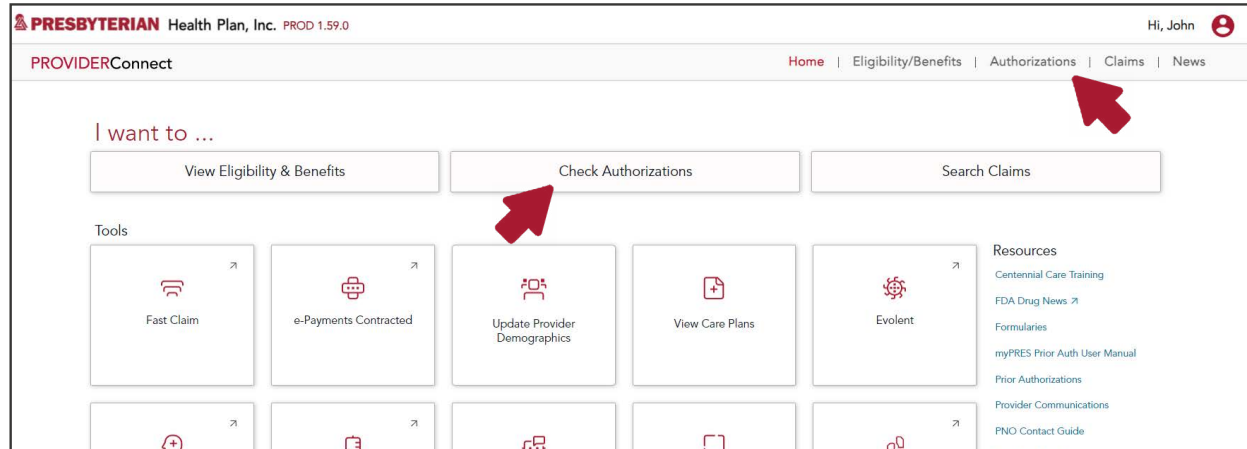 PRESBYTERIAN Health Plan, Inc. PROD 1.59.0
Hi, John
PROVIDERConnect
Home | Eligibility/Benefits | Authorizations | Claims | News
I want to ...
View Eligibility & Benefits
Check Authorizations
Search Claims
Tools
Fast Claim
e-Payments Contracted
Update Provider
Demographics
View Care Plans
Evolent
Resources
Centennial Care Training
FDA Drug News
Formularies
myPRES Prior Auth User Manual
Prior Authorizations
Provider Communications
PNO Contact Guide